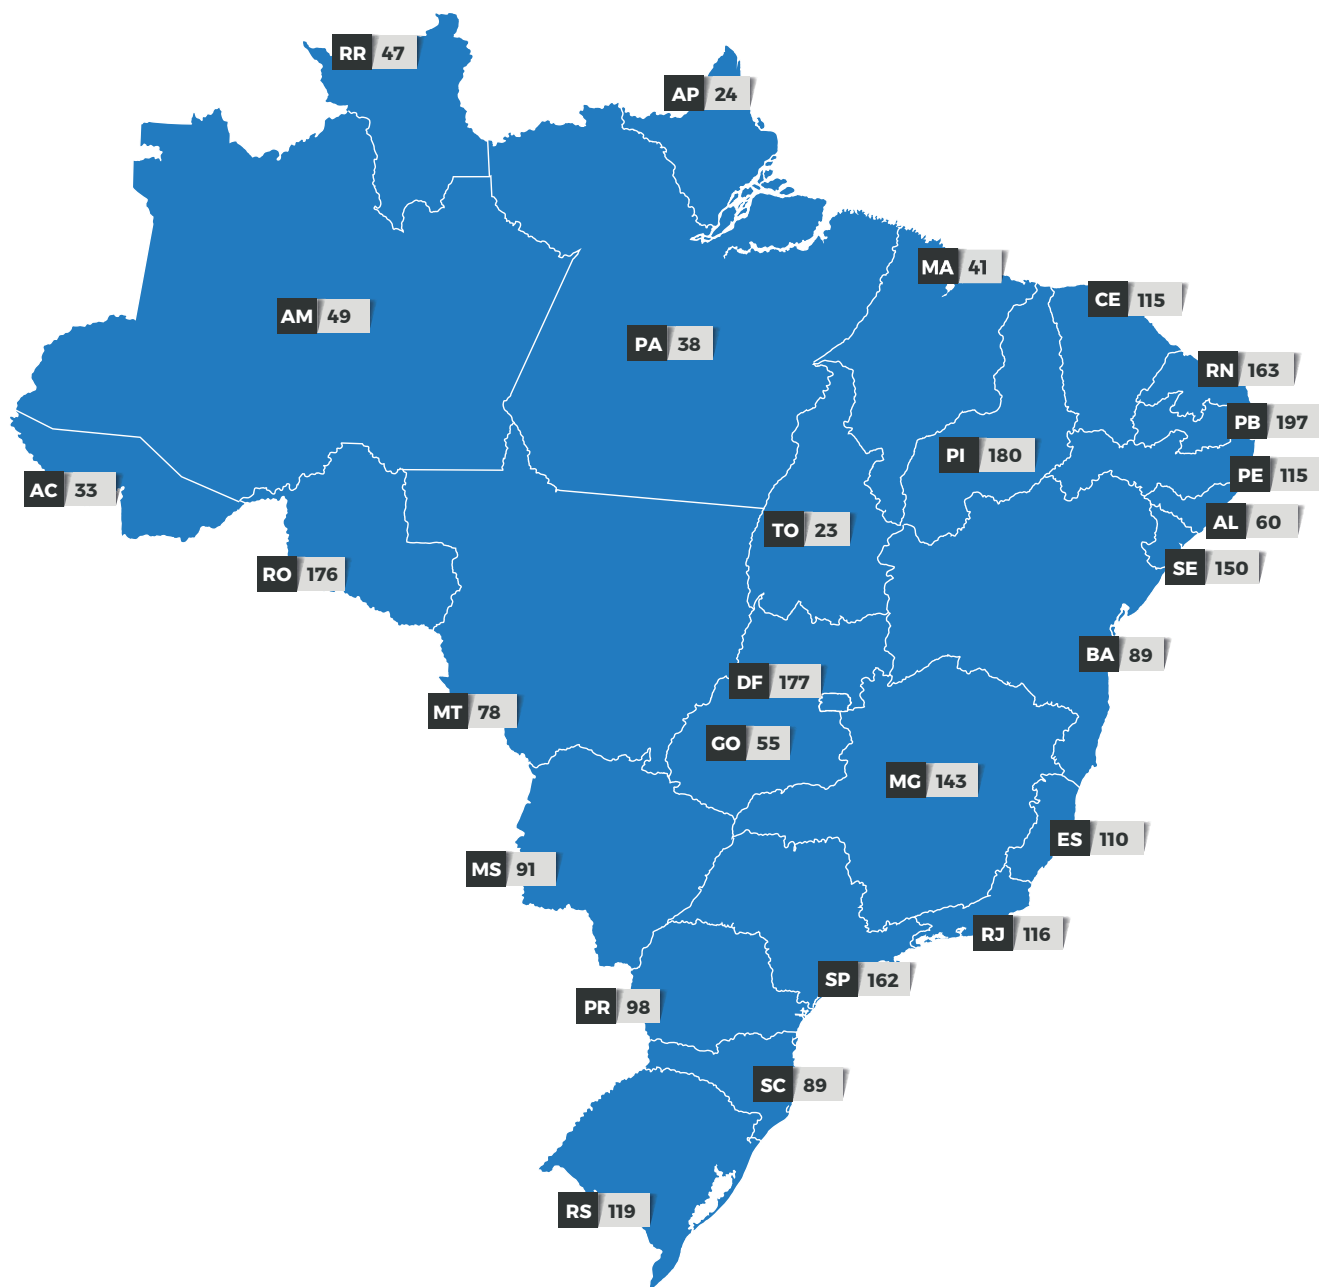 RR 47
AP 24
MA 41
CE 115
AM 49
PA 38
RN 163
PB 197
PI 180
PE 115
AC 33
TO 23
AL 60
RO 176
SE 150
BA 89
DF 177
MT 78
GO 55
MG 143
ES 110
MS 91
RJ 116
SP 162
PR 98
SC 89
RS 119